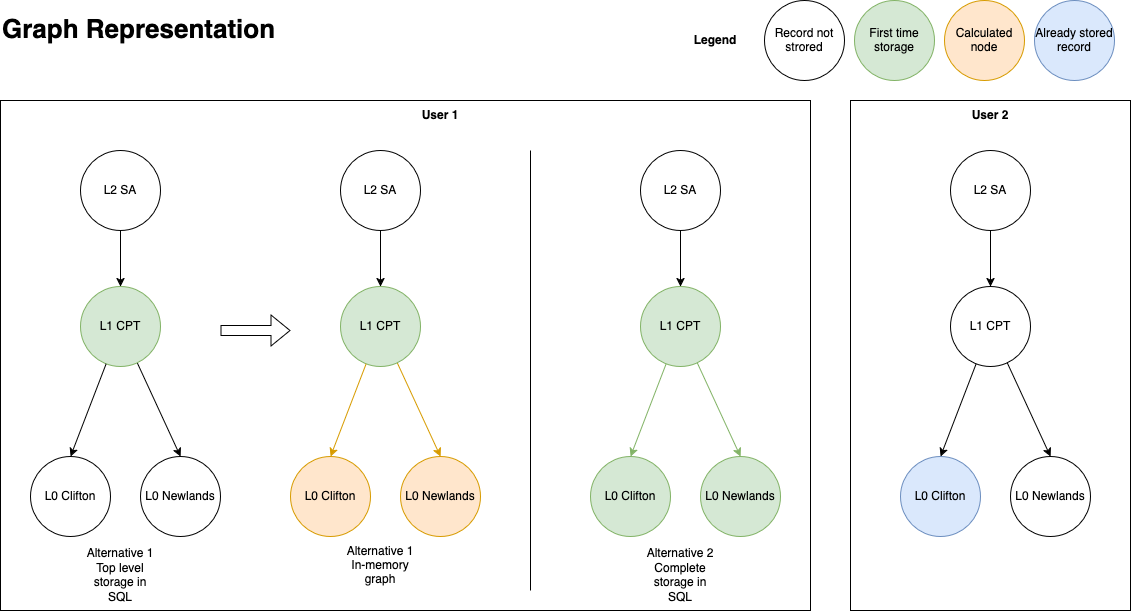 Graph Representation
Legend
Record not
strored
First time
storage
Calculated
node
Already stored
record
User 1
L2 SA
L1 CPT
L0 Clifton
L0 Newlands
Alternative 1
Top level
storage in
SQL
L2 SA
L1 CPT
L0 Clifton
L0 Newlands
Alternative 1
In-memory
graph
L2 SA
L1 CPT
L0 Clifton
L0 Newlands
Alternative 2
Complete
storage in
SQL
User 2
L2 SA
L1 CPT
L0 Clifton
L0 Newlands